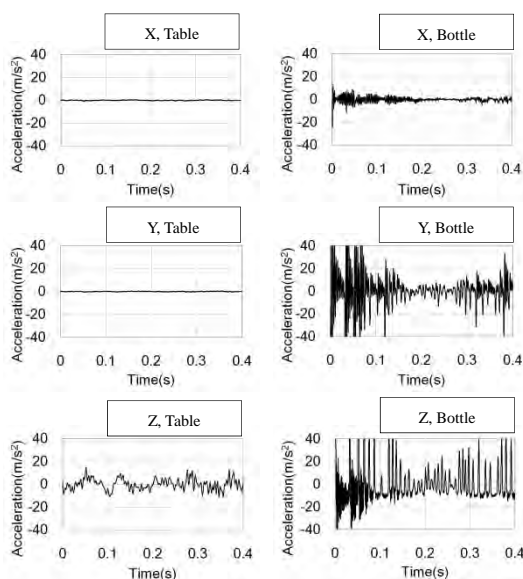 X, Table
Acceleration(m/s²)
40
20
0
-20
-40
0 0.1 0.2 0.3 0.4
Time(s)
X, Bottle
Acceleration(m/s²)
40
20
0
-20
-40
0 0.1 0.2 0.3 0.4
Time(s)
Y, Table
Acceleration(m/s²)
40
20
0
-20
-40
0 0.1 0.2 0.3 0.4
Time(s)
Y, Bottle
Acceleration(m/s²)
40
20
0
-20
-40
0 0.1 0.2 0.3 0.4
Time(s)
Z, Table
Acceleration(m/s²)
40
20
0
-20
-40
0 0.1 0.2 0.3 0.4
Time(s)
Z, Bottle
Acceleration(m/s²)
40
20
0
-20
-40
0 0.1 0.2 0.3 0.4
Time(s)